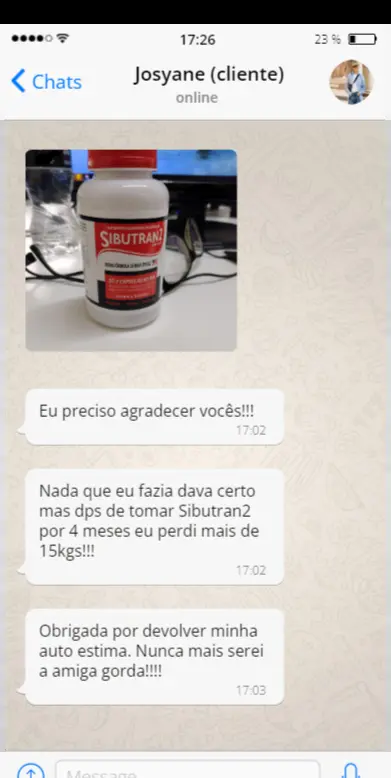 17:26
23 %
Chats
Josyane (cliente)
online
SIBUTRAN2
Eu preciso agradecer vocês!!!
17:02
Nada que eu fazia dava certo
mas dps de tomar Sibutran2
por 4 meses eu perdi mais de
15kgs!!!
17:02
Obrigada por devolver minha
auto estima. Nunca mais serei
a amiga gorda!!!!
17:03
Message